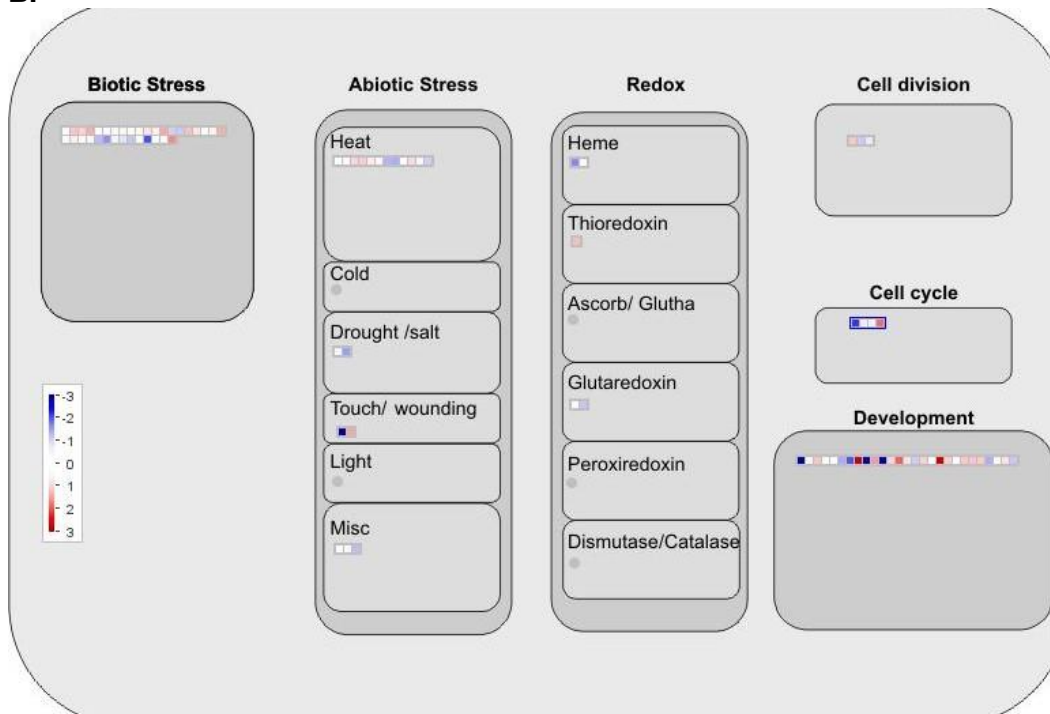 Biotic Stress
Abiotic Stress
Redox
Cell division
Heat
Heme
Thioredoxin
Cold
Ascorb/ Glutha
Cell cycle
Drought /salt
Glutaredoxin
Touch/ wounding
Development
Light
Peroxiredoxin
Misc
Dismutase/Catalase
-3
-2
-1
0
1
2
3